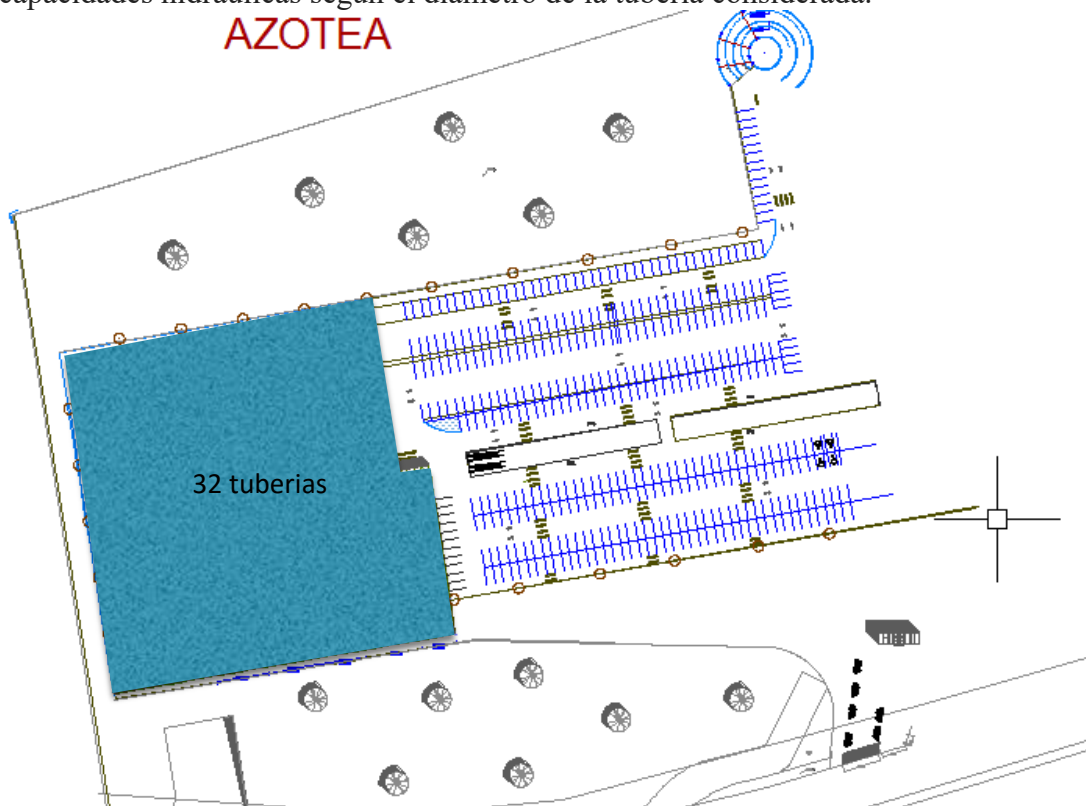 capacidades hidráulicas según el diámetro de la tubería considerada.
AZOTEA
32 tuberias